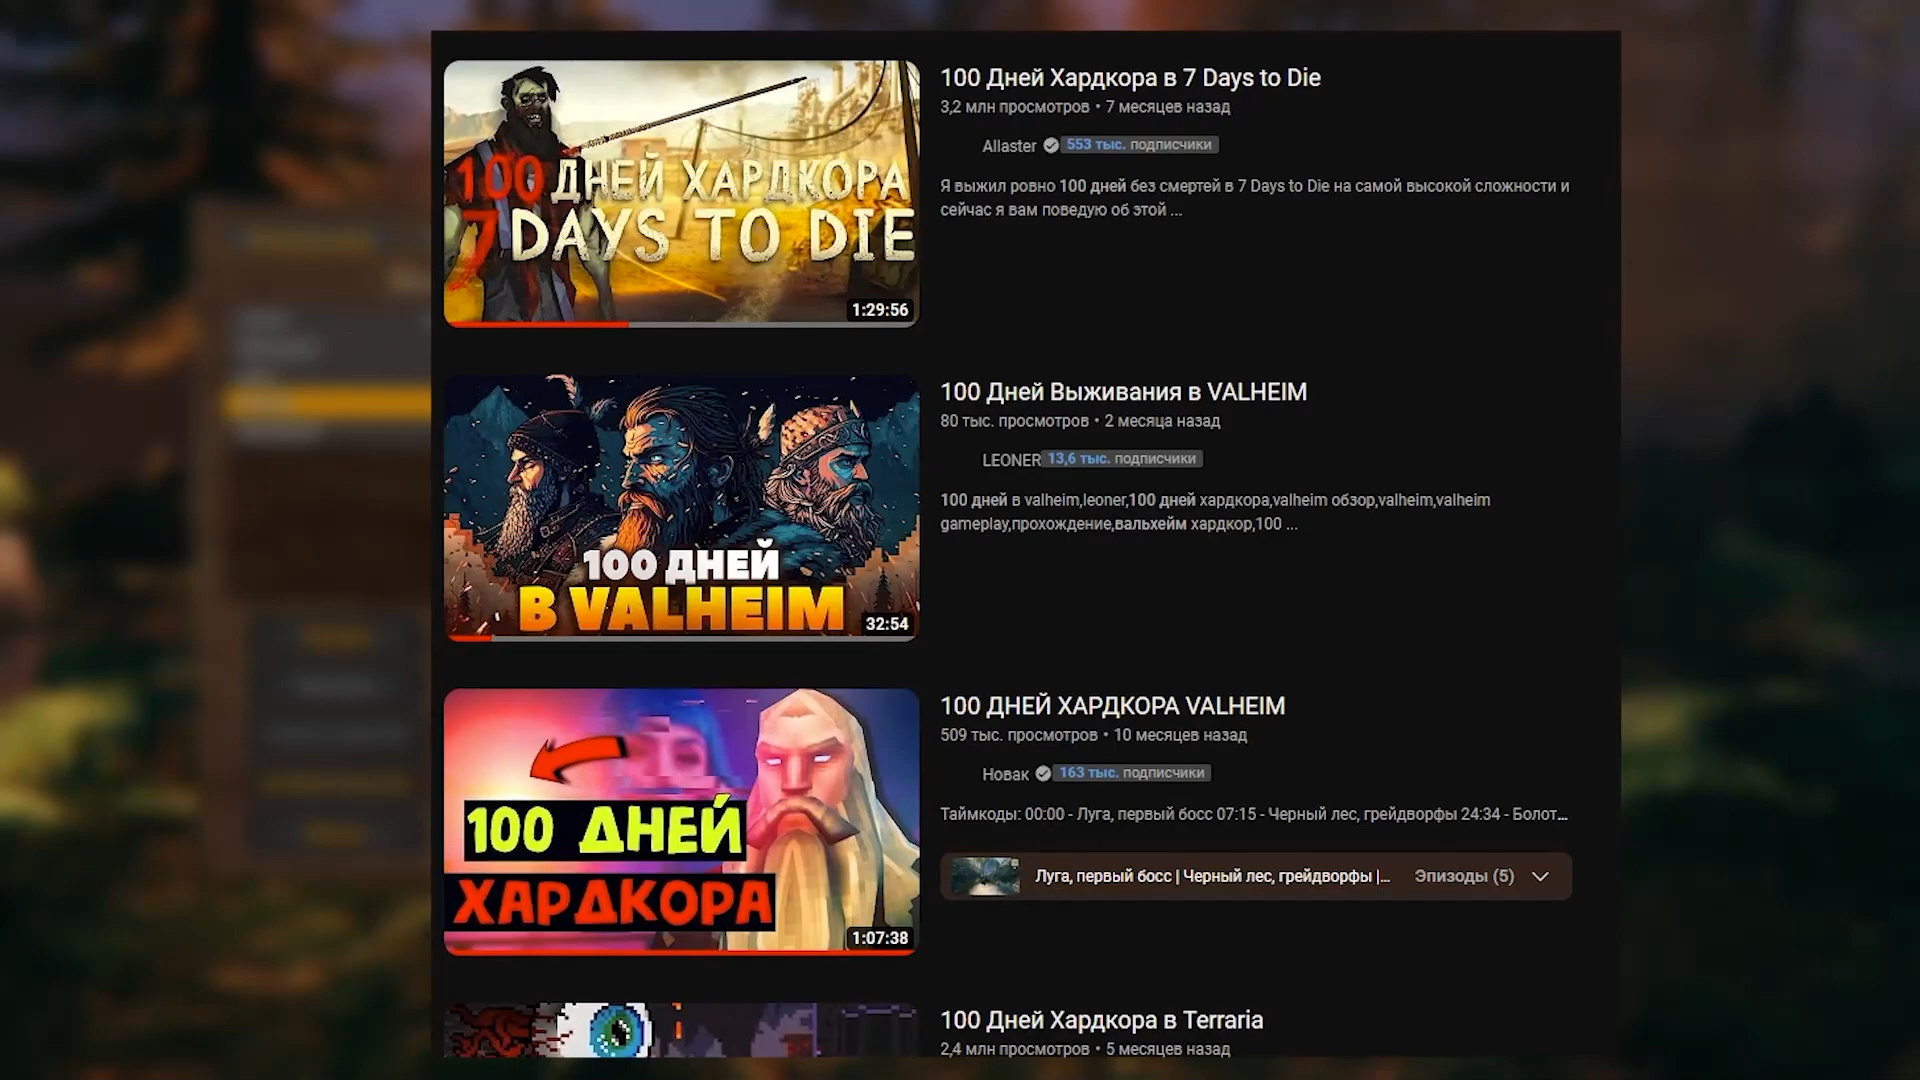 100 ДНЕЙ ХАРДКОРА
7 DAYS TO DIE
1:29:56
100 Дней Хардкора в 7 Days to Die
3,2 млн просмотров • 7 месяцев назад
Allaster 553 тыс. подписчики
Я выжил ровно 100 дней без смертей в 7 Days to Die на самой высокой сложности и
сейчас я вам поведую об этой ...
100 ДНЕЙ
В VALHEIM
32:54
100 Дней Выживания в VALHEIM
80 тыс. просмотров • 2 месяца назад
LEONER 13,6 тыс. подписчики
100 дней в valheim,leoner,100 дней хардкора,valheim обзор,valheim,valheim
gameplay,прохождение,вальхейм хардкор,100 ...
100 ДНЕЙ
ХАРДКОРА
1:07:38
100 ДНЕЙ ХАРДКОРА VALHEIM
509 тыс. просмотров • 10 месяцев назад
Новак 163 тыс. подписчики
Таймкоды: 00:00 - Луга, первый босс 07:15 - Черный лес, грейдворфы 24:34 - Болот...
Луга, первый босс | Черный лес, грейдворфы |... Эпизоды (5)
100 Дней Хардкора в Terraria
2,4 млн просмотров • 5 месяцев назад